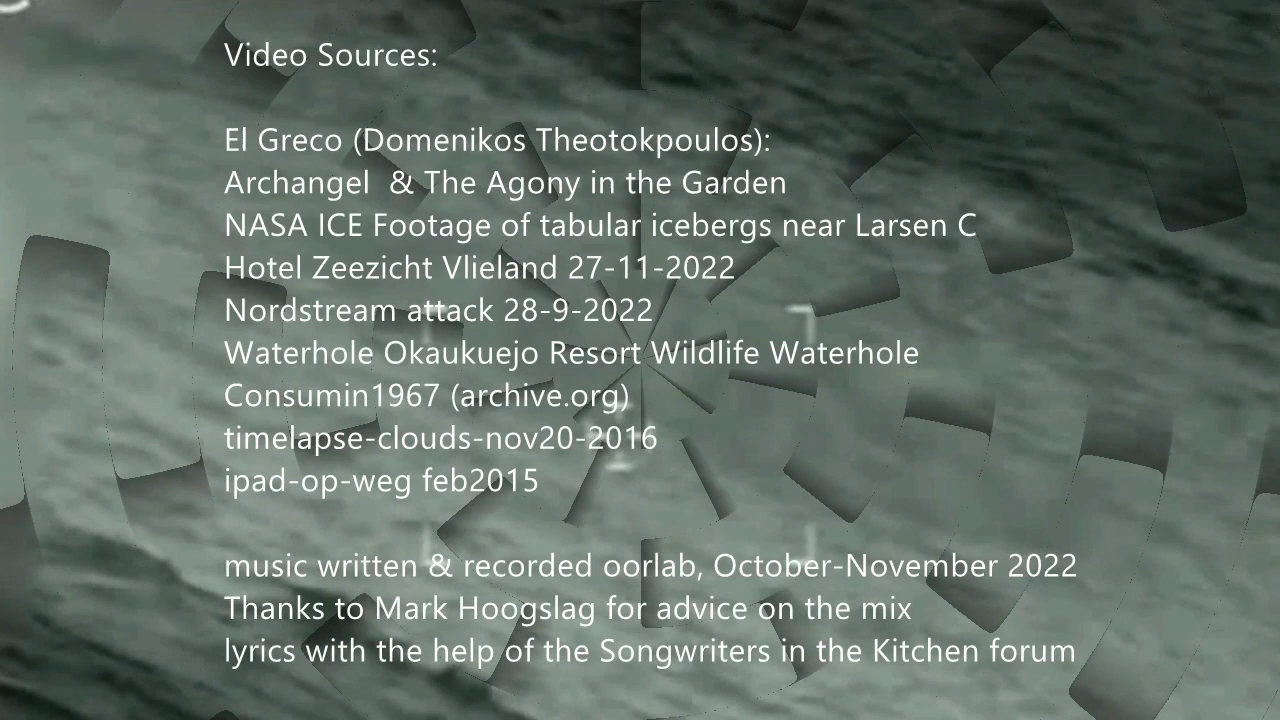 Video Sources:
El Greco (Domenikos Theotokpoulos):
Archangel  & The Agony in the Garden
NASA ICE Footage of tabular icebergs near Larsen C
Hotel Zeezicht Vlieland 27-11-2022
Nordstream attack 28-9-2022
Waterhole Okaukuejo Resort Wildlife Waterhole
Consumin1967 (archive.org)
timelapse-clouds-nov20-2016
ipad-op-weg feb2015
music written & recorded oorlab, October-November 2022
Thanks to Mark Hoogslag for advice on the mix
lyrics with the help of the Songwriters in the Kitchen forum